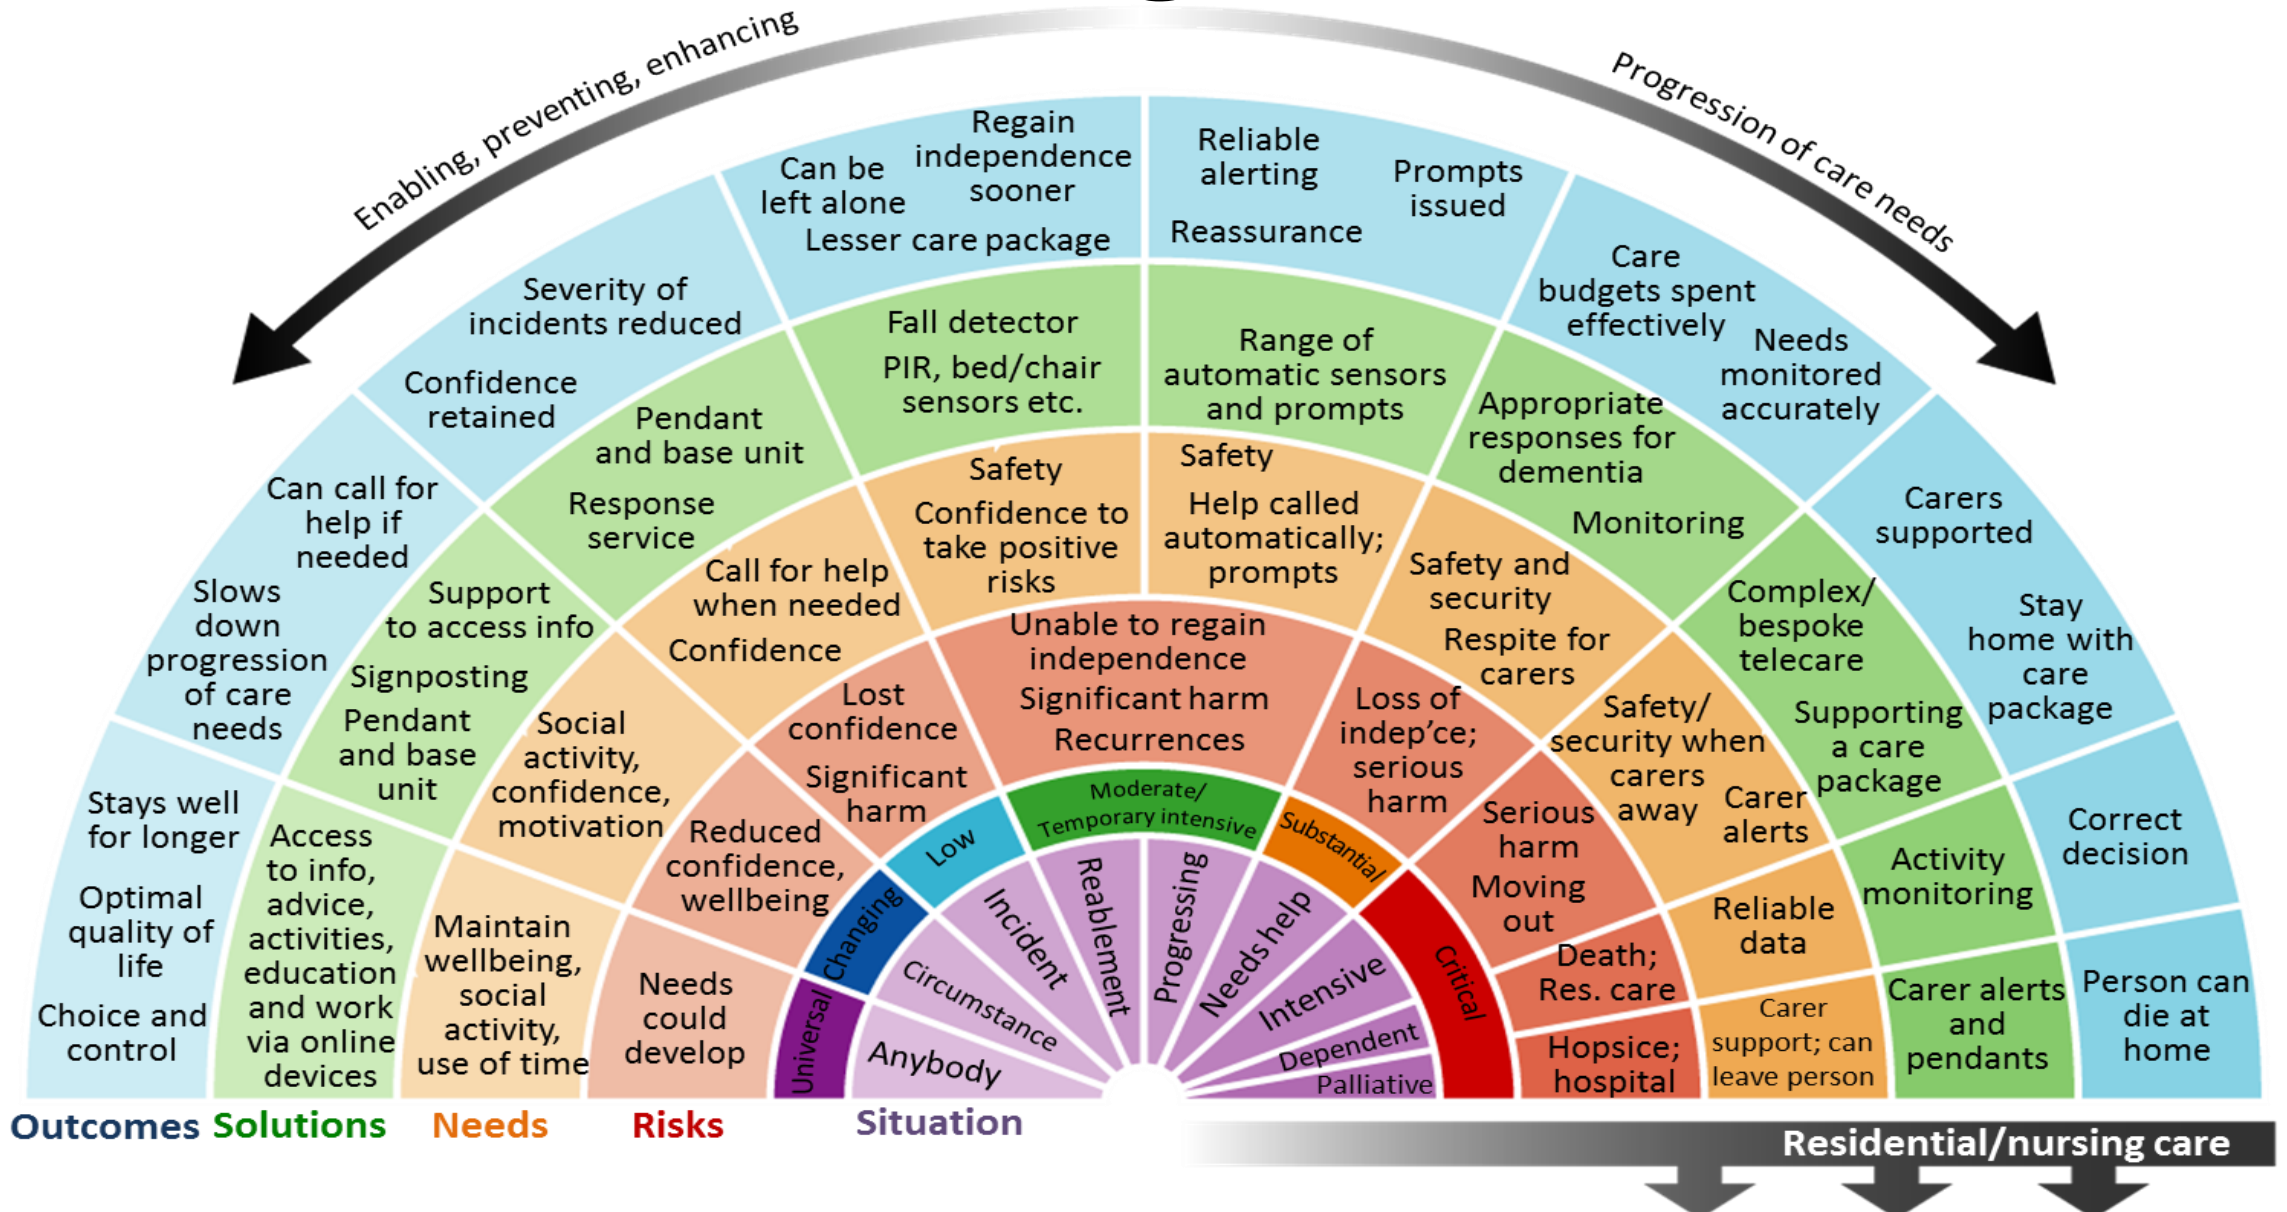 Enabling, preventing, enhancing
Progression of care needs
Stays well
for longer
Optimal
quality of
life
Choice and
control
Can call for
help if
needed
Slows
down
progression
of care
needs
Severity of
incidents reduced
Confidence
retained
Regain
independence
sooner
Can be
left alone
Lesser care package
Reliable
alerting
Prompts
issued
Reassurance
Care
budgets spent
effectively
Needs
monitored
accurately
Carers
supported
Stay
home with
care
package
Correct
decision
Person can
die at
home
Access
to info,
advice,
activities,
education
and work
via online
devices
Support
to access info
Signposting
Pendant
and base
unit
Pendant
and base unit
Response
service
Fall detector
PIR, bed/chair
sensors etc.
Range of
automatic sensors
and prompts
Appropriate
responses for
dementia
Monitoring
Complex/
bespoke
telecare
Supporting
a care
package
Activity
monitoring
Carer alerts
and
pendants
Maintain
wellbeing,
social
activity,
use of time
Social
activity,
confidence,
motivation
Call for help
when needed
Confidence
Safety
Confidence to
take positive
risks
Safety
Help called
automatically;
prompts
Safety and
security
Respite for
carers
Safety/
security when
carers
away
Carer
alerts
Reliable
data
Carer
support; can
leave person
Needs
could
develop
Reduced
confidence,
wellbeing
Lost
confidence
Significant
harm
Unable to regain
independence
Significant harm
Recurrences
Loss of
indep’ce;
serious
harm
Serious
harm
Moving
out
Death;
Res. care
Hopsice;
hospital
Universal
Changing
Low
Moderate/
Temporary intensive
Substantial
Critical
Anybody
Circumstance
Incident
Reablement
Progressing
Needs help
Intensive
Dependent
Palliative
Outcomes
Solutions
Needs
Risks
Situation
Residential/nursing care